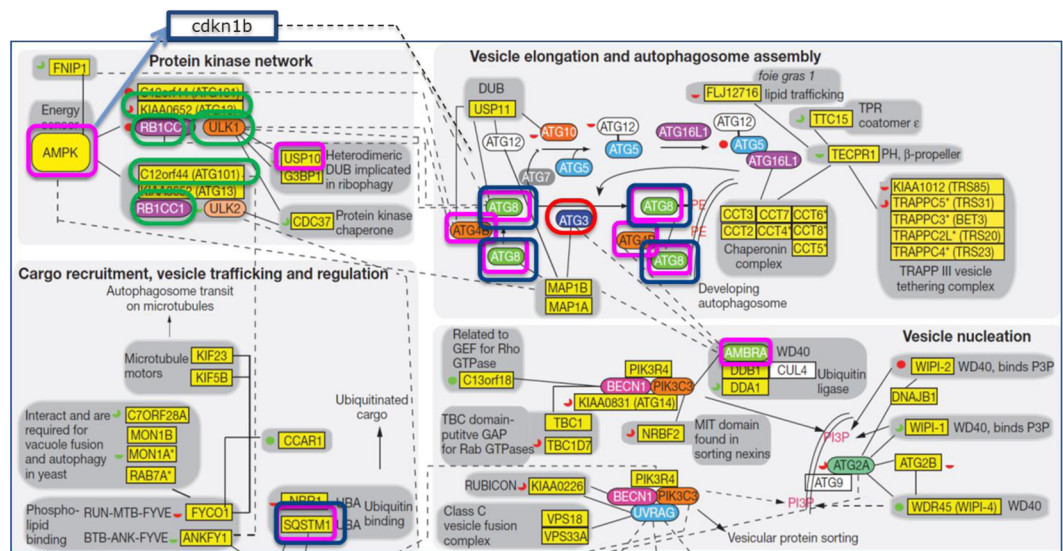 cdkn1b
Protein kinase network
FNIP1
C12orf44 (ATG101)
KIAA0652 (ATG13)
Energy
sensor
AMPK
RB1CC
ULK1
USP10
G3BP1
Heterodimeric
DUB implicated
in ribophagy
C12orf44 (ATG101)
KIAA0652 (ATG13)
RB1CC1
ULK2
CDC37
Protein kinase
chaperone
Vesicle elongation and autophagosome assembly
DUB
USP11
ATG12
ATG10
ATG7
ATG5
ATG12
ATG5
ATG16L1
ATG12
ATG5
ATG16L1
foie gras 1
FLJ12716
lipid trafficking
TTC15
TPR
coatomer ε
TECPR1
PH, β-propeller
KIAA1012 (TRS85)
TRAPPC5* (TRS31)
TRAPPC3* (BET3)
TRAPPC2L* (TRS20)
TRAPPC4* (TRS23)
TRAPP III vesicle
tethering complex
ATG8
ATG4B
ATG8
ATG3
ATG8
PE
PE
ATG8
CCT3 CCT7 CCT6*
CCT2 CCT4* CCT8*
CCT5*
Chaperonin
complex
Developing
autophagosome
MAP1B
MAP1A
Cargo recruitment, vesicle trafficking and regulation
Autophagosome transit
on microtubules
Microtubule
motors
KIF23
KIF5B
Interact and are
required for
vacuole fusion
and autophagy
in yeast
C7ORF28A
MON1B
MON1A*
RAB7A*
CCAR1
Ubiquitinated
cargo
Phospho-
lipid
binding
RUN-MTB-FYVE
FYCO1
BTB-ANK-FYVE
ANKFY1
NBR1
UBA
SQSTM1
UBA
Ubiquitin
binding
Vesicle nucleation
Related to
GEF for Rho
GTPase
C13orf18
PIK3R4
BECN1
PIK3C3
KIAA0831 (ATG14)
TBC domain-
putitive GAP
for Rab GTPases
TBC1
TBC1D7
NRBF2
MIT domain
found in
sorting nexins
AMBRA
WD40
DDB1
CUL4
DDA1
Ubiquitin
ligase
WIPI-2
WD40, binds P3P
DNAJB1
WIPI-1
WD40, binds P3P
PI3P
ATG2A
ATG9
ATG2B
PI3P
WDR45 (WIPI-4)
WD40
RUBICON
KIAA0226
PIK3R4
BECN1
PIK3C3
UVRAG
Class C
vesicle fusion
complex
VPS18
VPS33A
Vesicular protein sorting